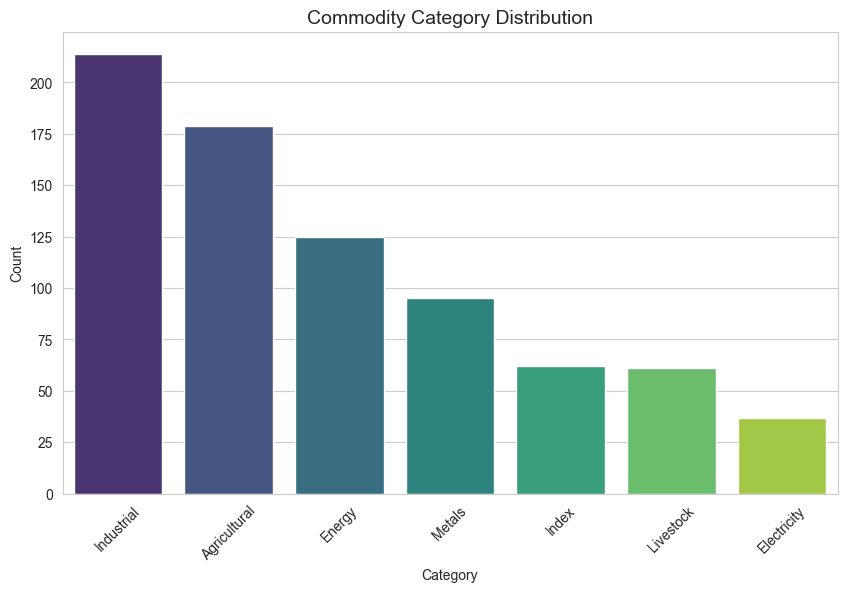 Commodity Category Distribution
Count
200
175
150
125
100
75
50
25
0
Industrial
Agricultural
Energy
Metals
Index
Livestock
Electricity
Category